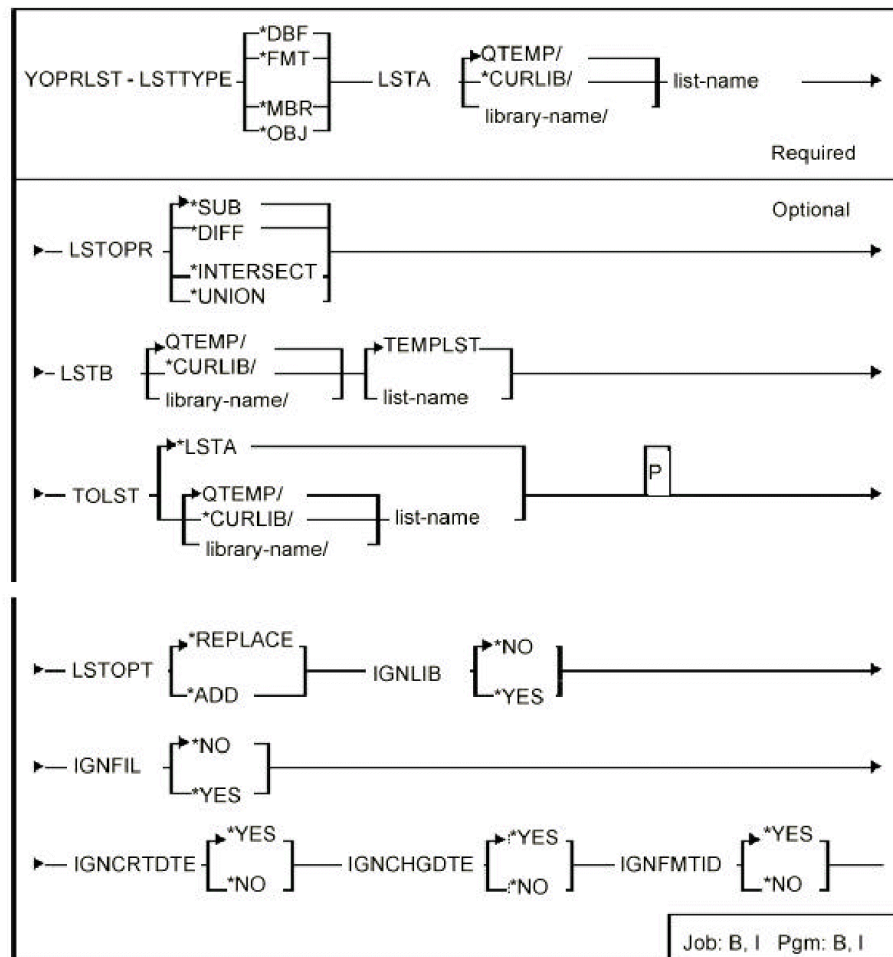 *DBF
*FMT
YOPRLST - LSTTYPE LSTA QTEMP/ *CURLIB/ library-name/ list-name
*MBR
*OBJ
Required
Optional
LSTOPR *SUB
*DIFF
*INTERSECT
*UNION
LSTB QTEMP/ *CURLIB/ library-name/ TEMPLST list-name
TOLST *LSTA
QTEMP/ *CURLIB/ library-name/ list-name
P
LSTOPT *REPLACE *ADD IGNLIB *NO *YES
IGNFIL *NO *YES
IGNCRTDTE *YES *NO IGNCHGDTE *YES *NO IGNFMTID *YES *NO
Job: B, I Pgm: B, I